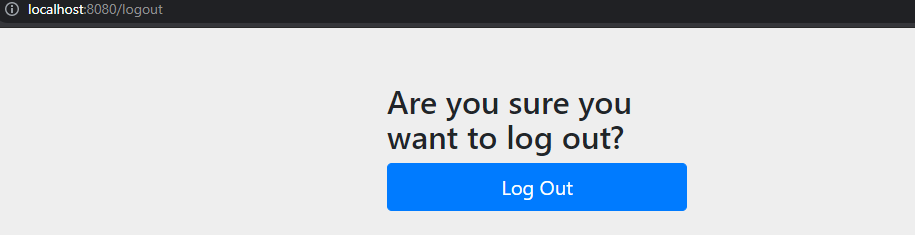 localhost:8080/logout
Are you sure you
want to log out?
Log Out